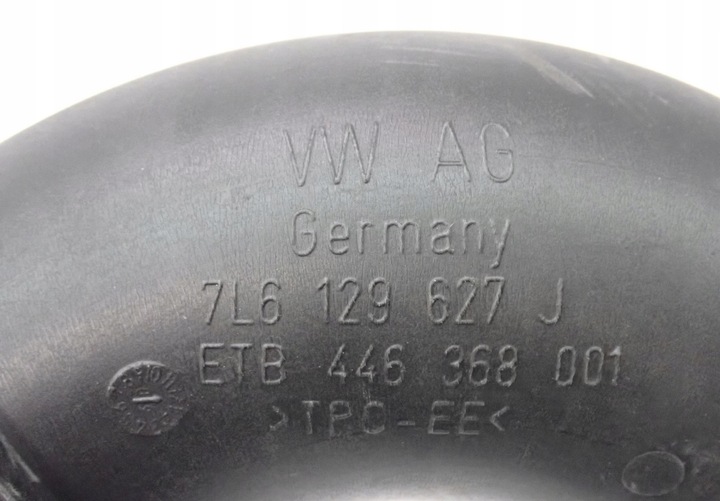 VW AG
Germany
7L6 129 627 J
ETB 446 368 001
>TPC-EE<